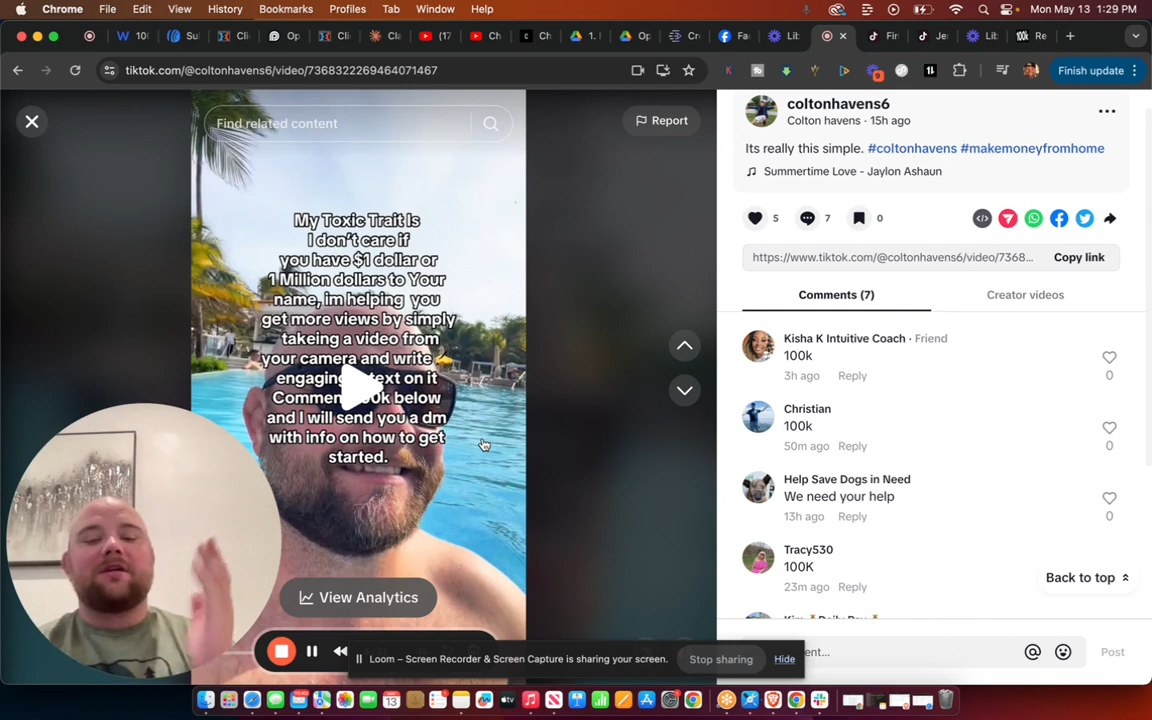 Chrome File Edit View History Bookmarks Profiles Tab Window Help Mon May 13 1:29 PM
tiktok.com/@coltonhavens6/video/7368322269464071467 Finish update
Find related content
Report
My Toxic Trait Is
I don't care if
you have $1 dollar or
1 Million dollars to Your
name, im helping you
get more views by simply
takeing a video from
your camera and write
engaging text on it
below
and I will send you a dm
with info on how to get
started.
View Analytics
Loom – Screen Recorder & Screen Capture is sharing your screen. Stop sharing Hide
coltonhavens6
Colton havens · 15h ago
Its really this simple. #coltonhavens #makemoneyfromhome
Summertime Love - Jaylon Ashaun
5 7 0
https://www.tiktok.com/@coltonhavens6/video/7368... Copy link
Comments (7) Creator videos
Kisha K Intuitive Coach · Friend
100k
3h ago Reply 0
Christian
100k
50m ago Reply 0
Help Save Dogs in Need
We need your help
13h ago Reply 0
Tracy530
100K
23m ago Reply
Back to top
Post